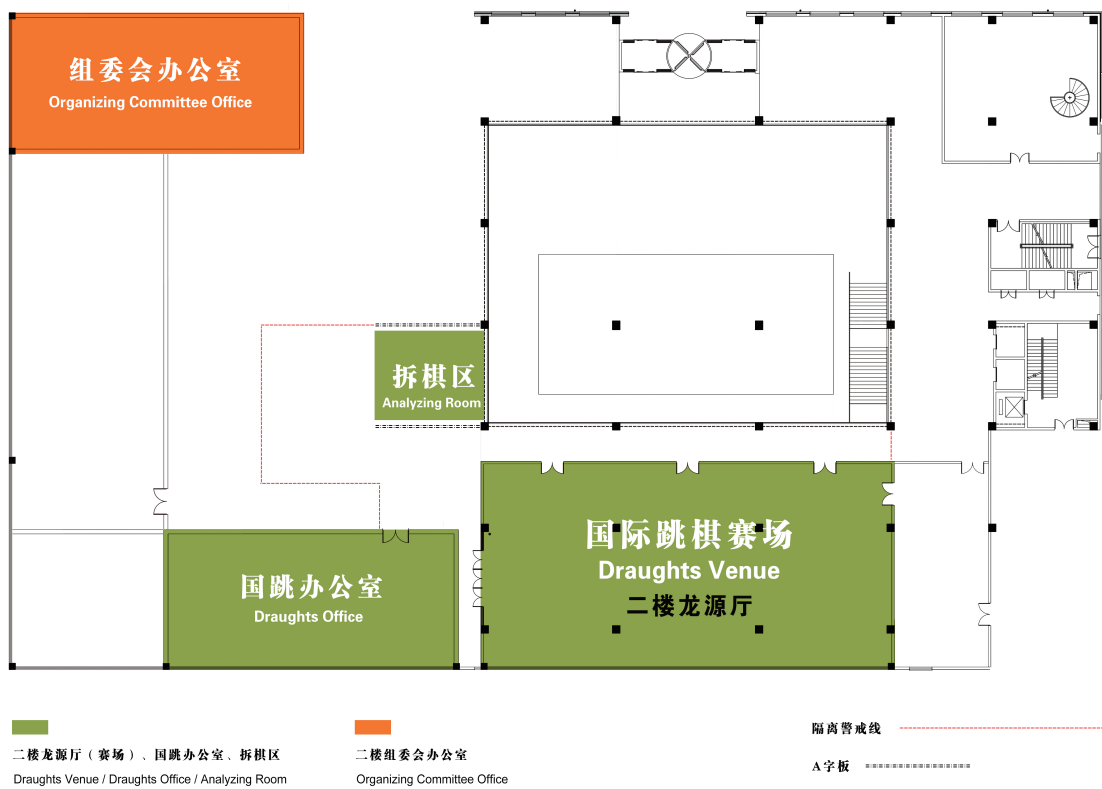 组委会办公室
Organizing Committee Office
拆棋区
Analyzing Room
国际跳棋赛场
Draughts Venue
二楼龙源厅
国跳办公室
Draughts Office
二楼龙源厅（赛场）、国跳办公室、拆棋区
Draughts Venue / Draughts Office / Analyzing Room
二楼组委会办公室
Organizing Committee Office
隔离警戒线
A字板